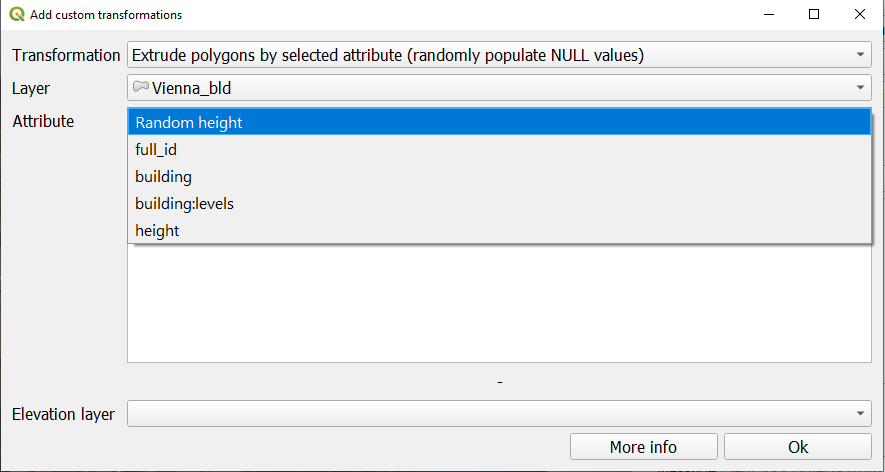 Add custom transformations
Transformation Extrude polygons by selected attribute (randomly populate NULL values)
Layer Vienna_bld
Attribute Random height
full_id
building
building:levels
height
-
Elevation layer
More info Ok